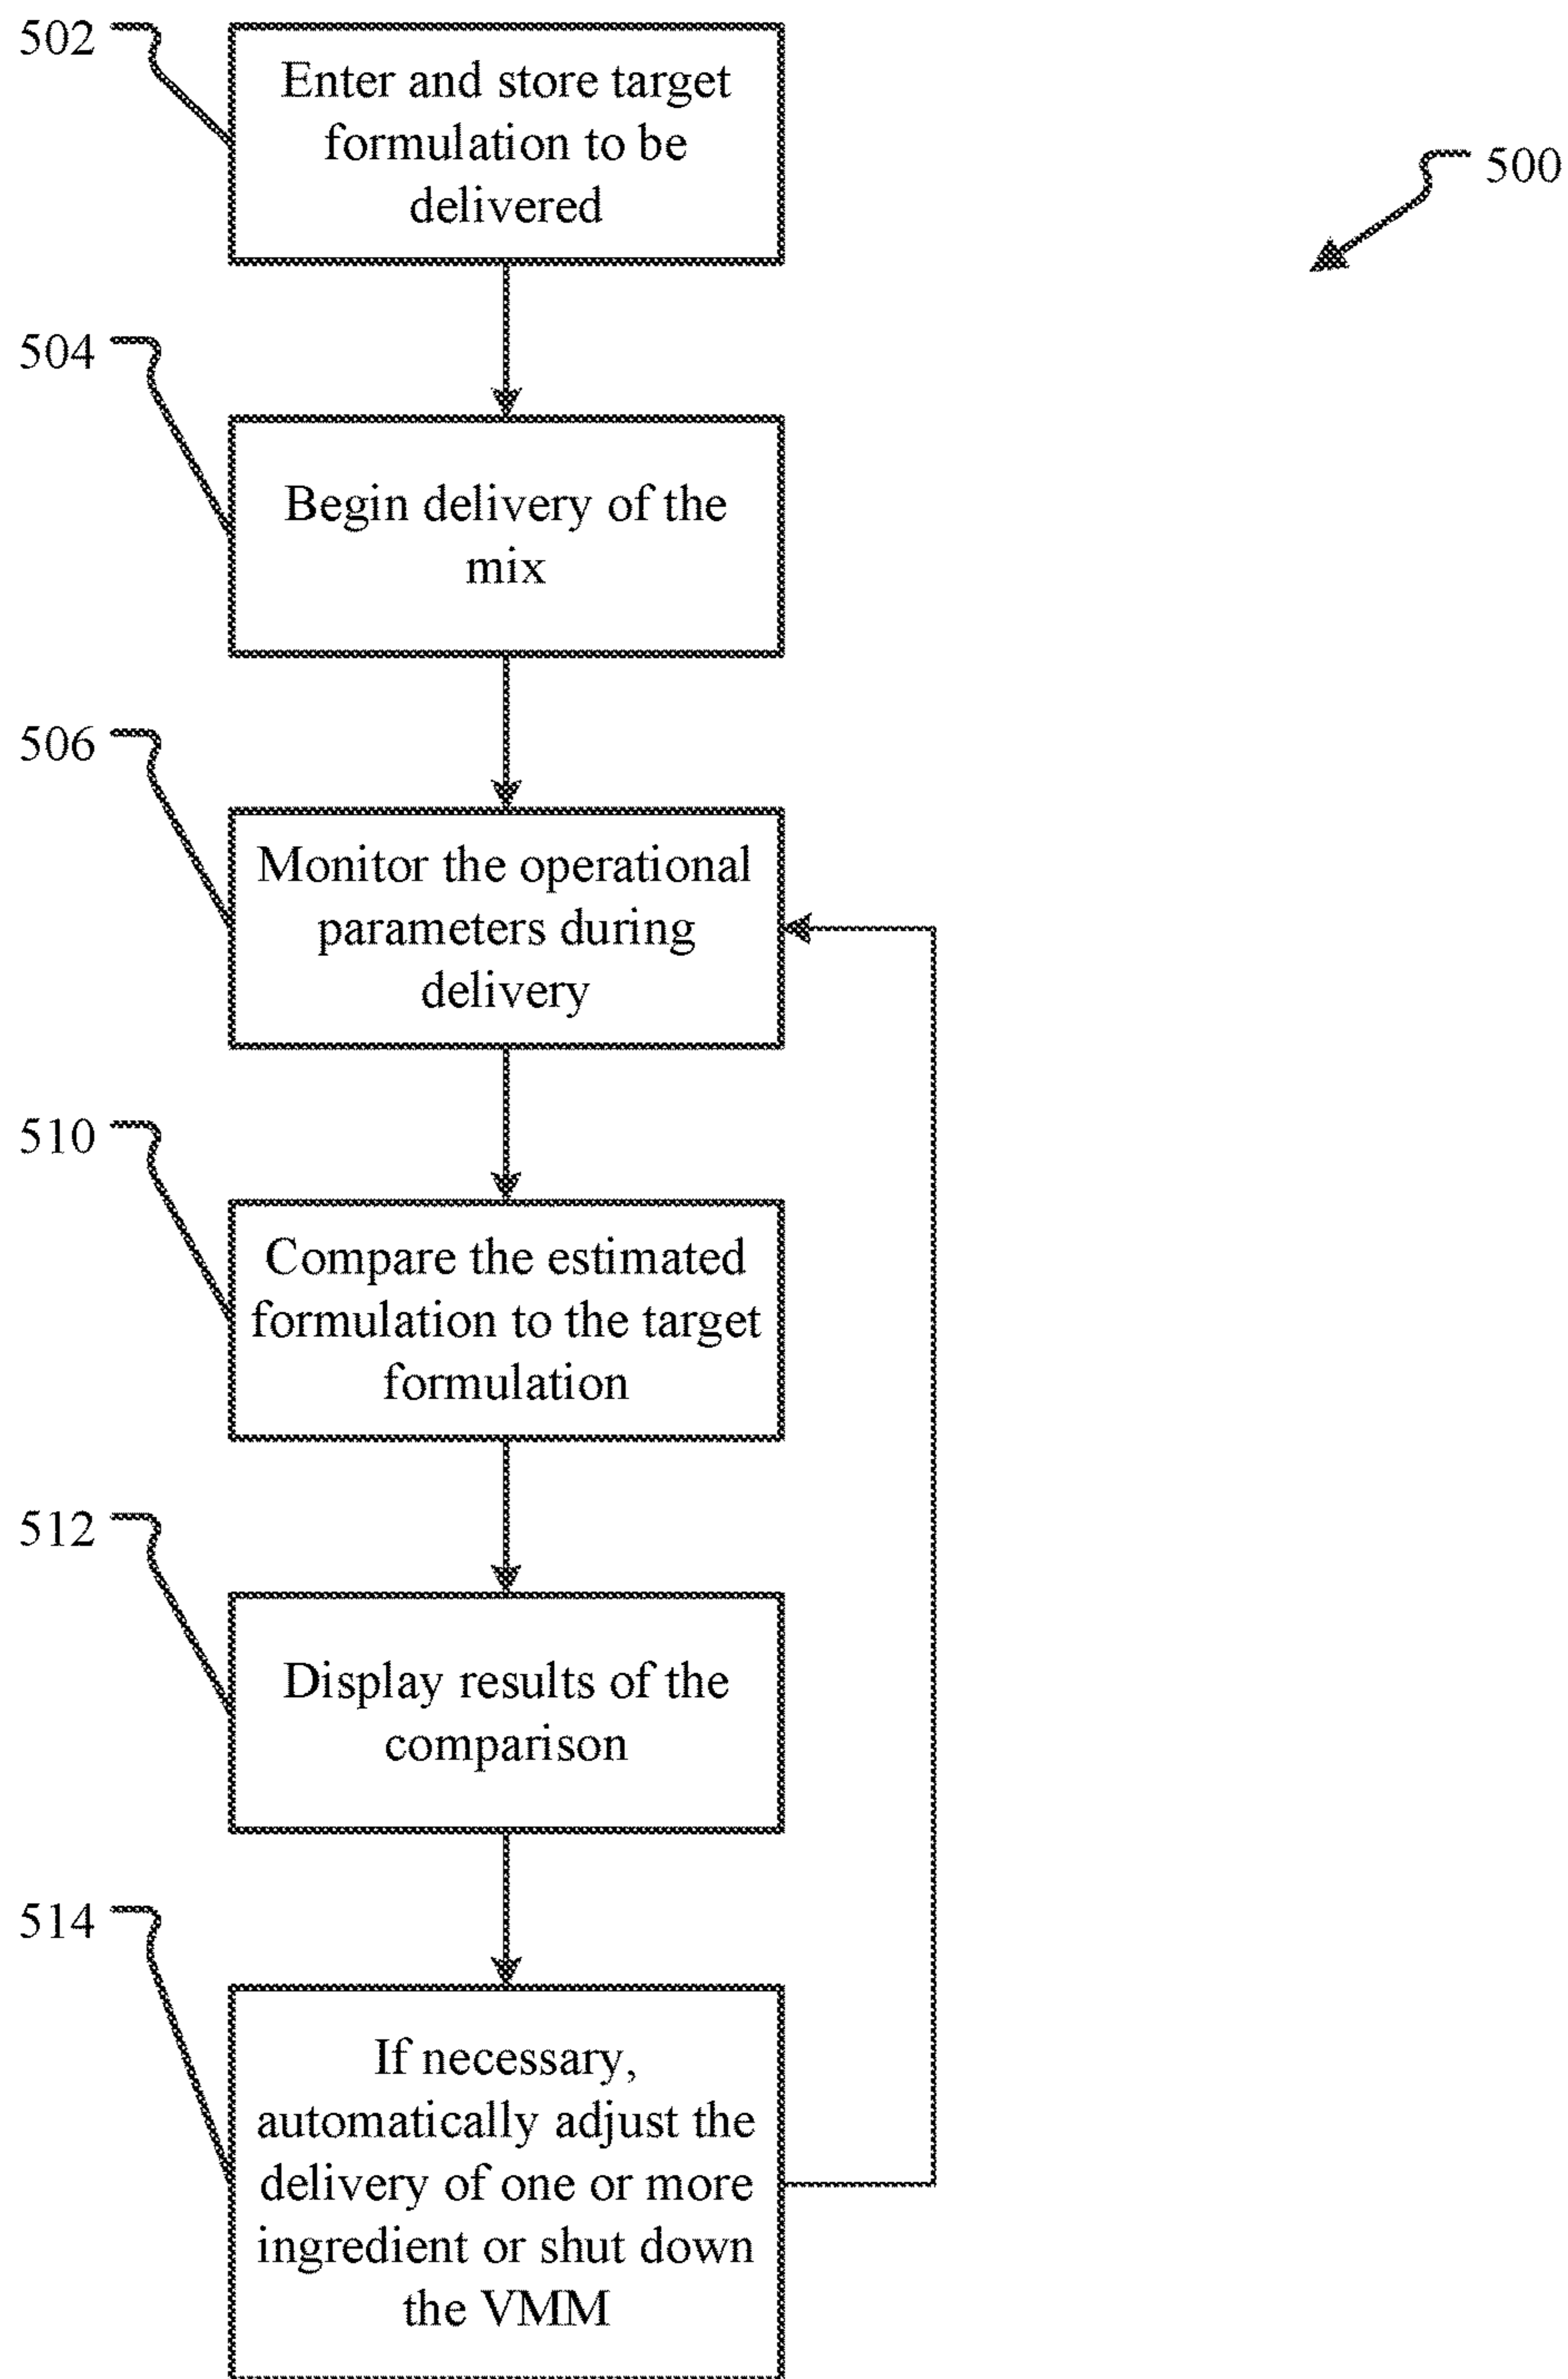 502
Enter and store target
formulation to be
delivered
500
504
Begin delivery of the
mix
506
Monitor the operational
parameters during
delivery
510
Compare the estimated
formulation to the target
formulation
512
Display results of the
comparison
514
If necessary,
automatically adjust the
delivery of one or more
ingredient or shut down
the VMM